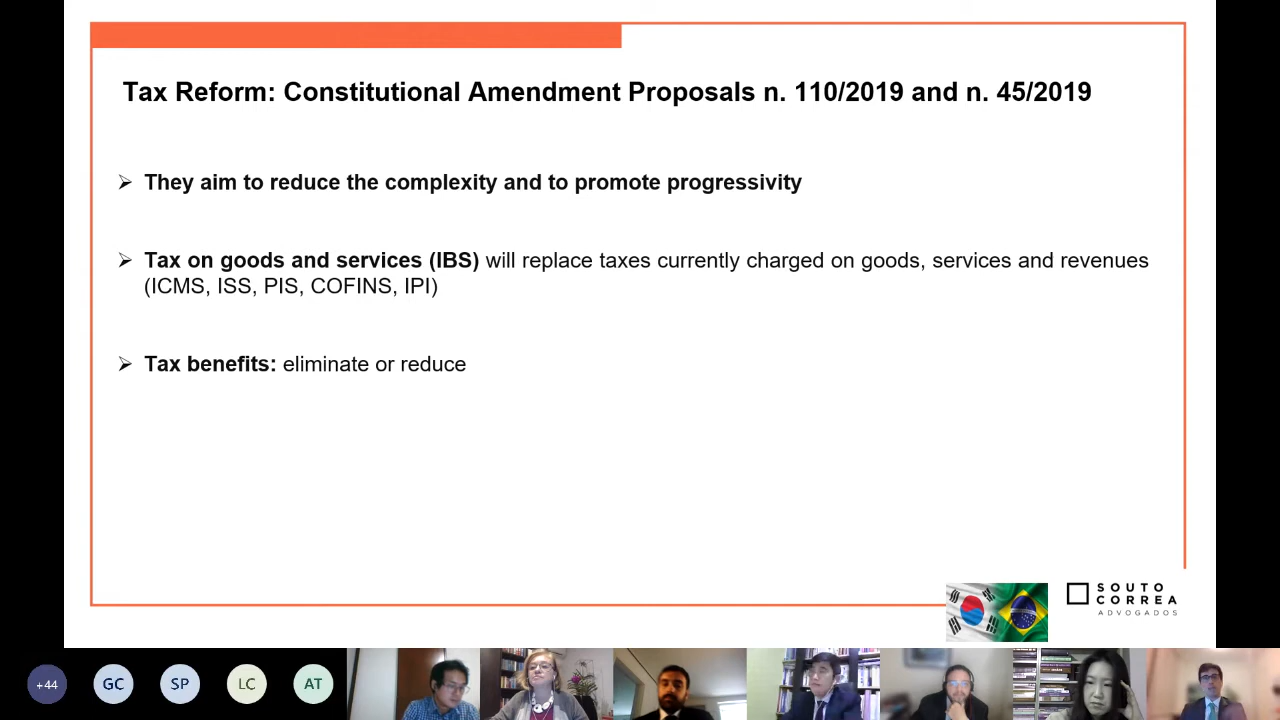 Tax Reform: Constitutional Amendment Proposals n. 110/2019 and n. 45/2019
They aim to reduce the complexity and to promote progressivity
Tax on goods and services (IBS) will replace taxes currently charged on goods, services and revenues
(ICMS, ISS, PIS, COFINS, IPI)
Tax benefits: eliminate or reduce
SOUTO
CORREA
ADVOGADOS
+44
GC
SP
LC
AT